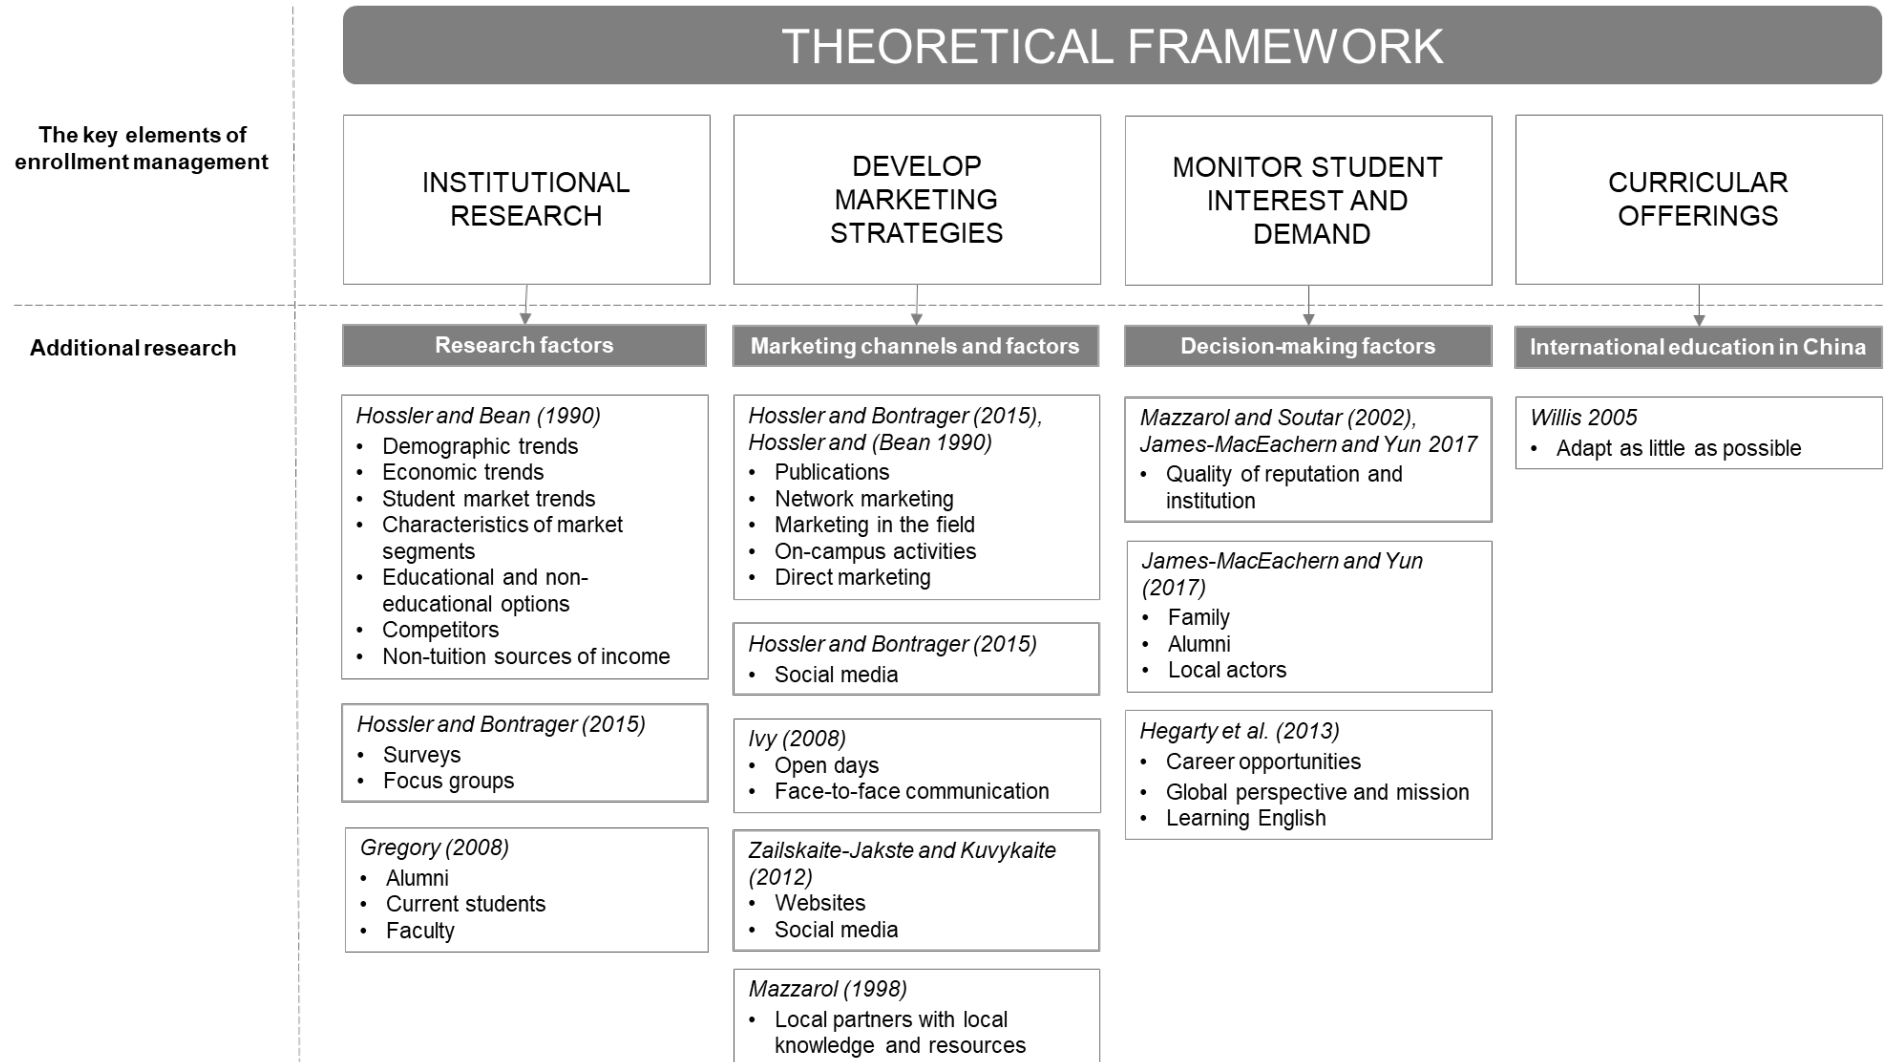 THEORETICAL FRAMEWORK
The key elements of
enrollment management
INSTITUTIONAL
RESEARCH
DEVELOP
MARKETING
STRATEGIES
MONITOR STUDENT
INTEREST AND
DEMAND
CURRICULAR
OFFERINGS
Additional research
Research factors
Hossler and Bean (1990)
• Demographic trends
• Economic trends
• Student market trends
• Characteristics of market
segments
• Educational and non-
educational options
• Competitors
• Non-tuition sources of income
Hossler and Bontrager (2015)
• Surveys
• Focus groups
Gregory (2008)
• Alumni
• Current students
• Faculty
Marketing channels and factors
Hossler and Bontrager (2015),
Hossler and (Bean 1990)
• Publications
• Network marketing
• Marketing in the field
• On-campus activities
• Direct marketing
Hossler and Bontrager (2015)
• Social media
Ivy (2008)
• Open days
• Face-to-face communication
Zailskaite-Jakste and Kuvykaite
(2012)
• Websites
• Social media
Mazzarol (1998)
• Local partners with local
knowledge and resources
Decision-making factors
Mazzarol and Soutar (2002),
James-MacEachern and Yun 2017
• Quality of reputation and
institution
James-MacEachern and Yun
(2017)
• Family
• Alumni
• Local actors
Hegarty et al. (2013)
• Career opportunities
• Global perspective and mission
• Learning English
International education in China
Willis 2005
• Adapt as little as possible